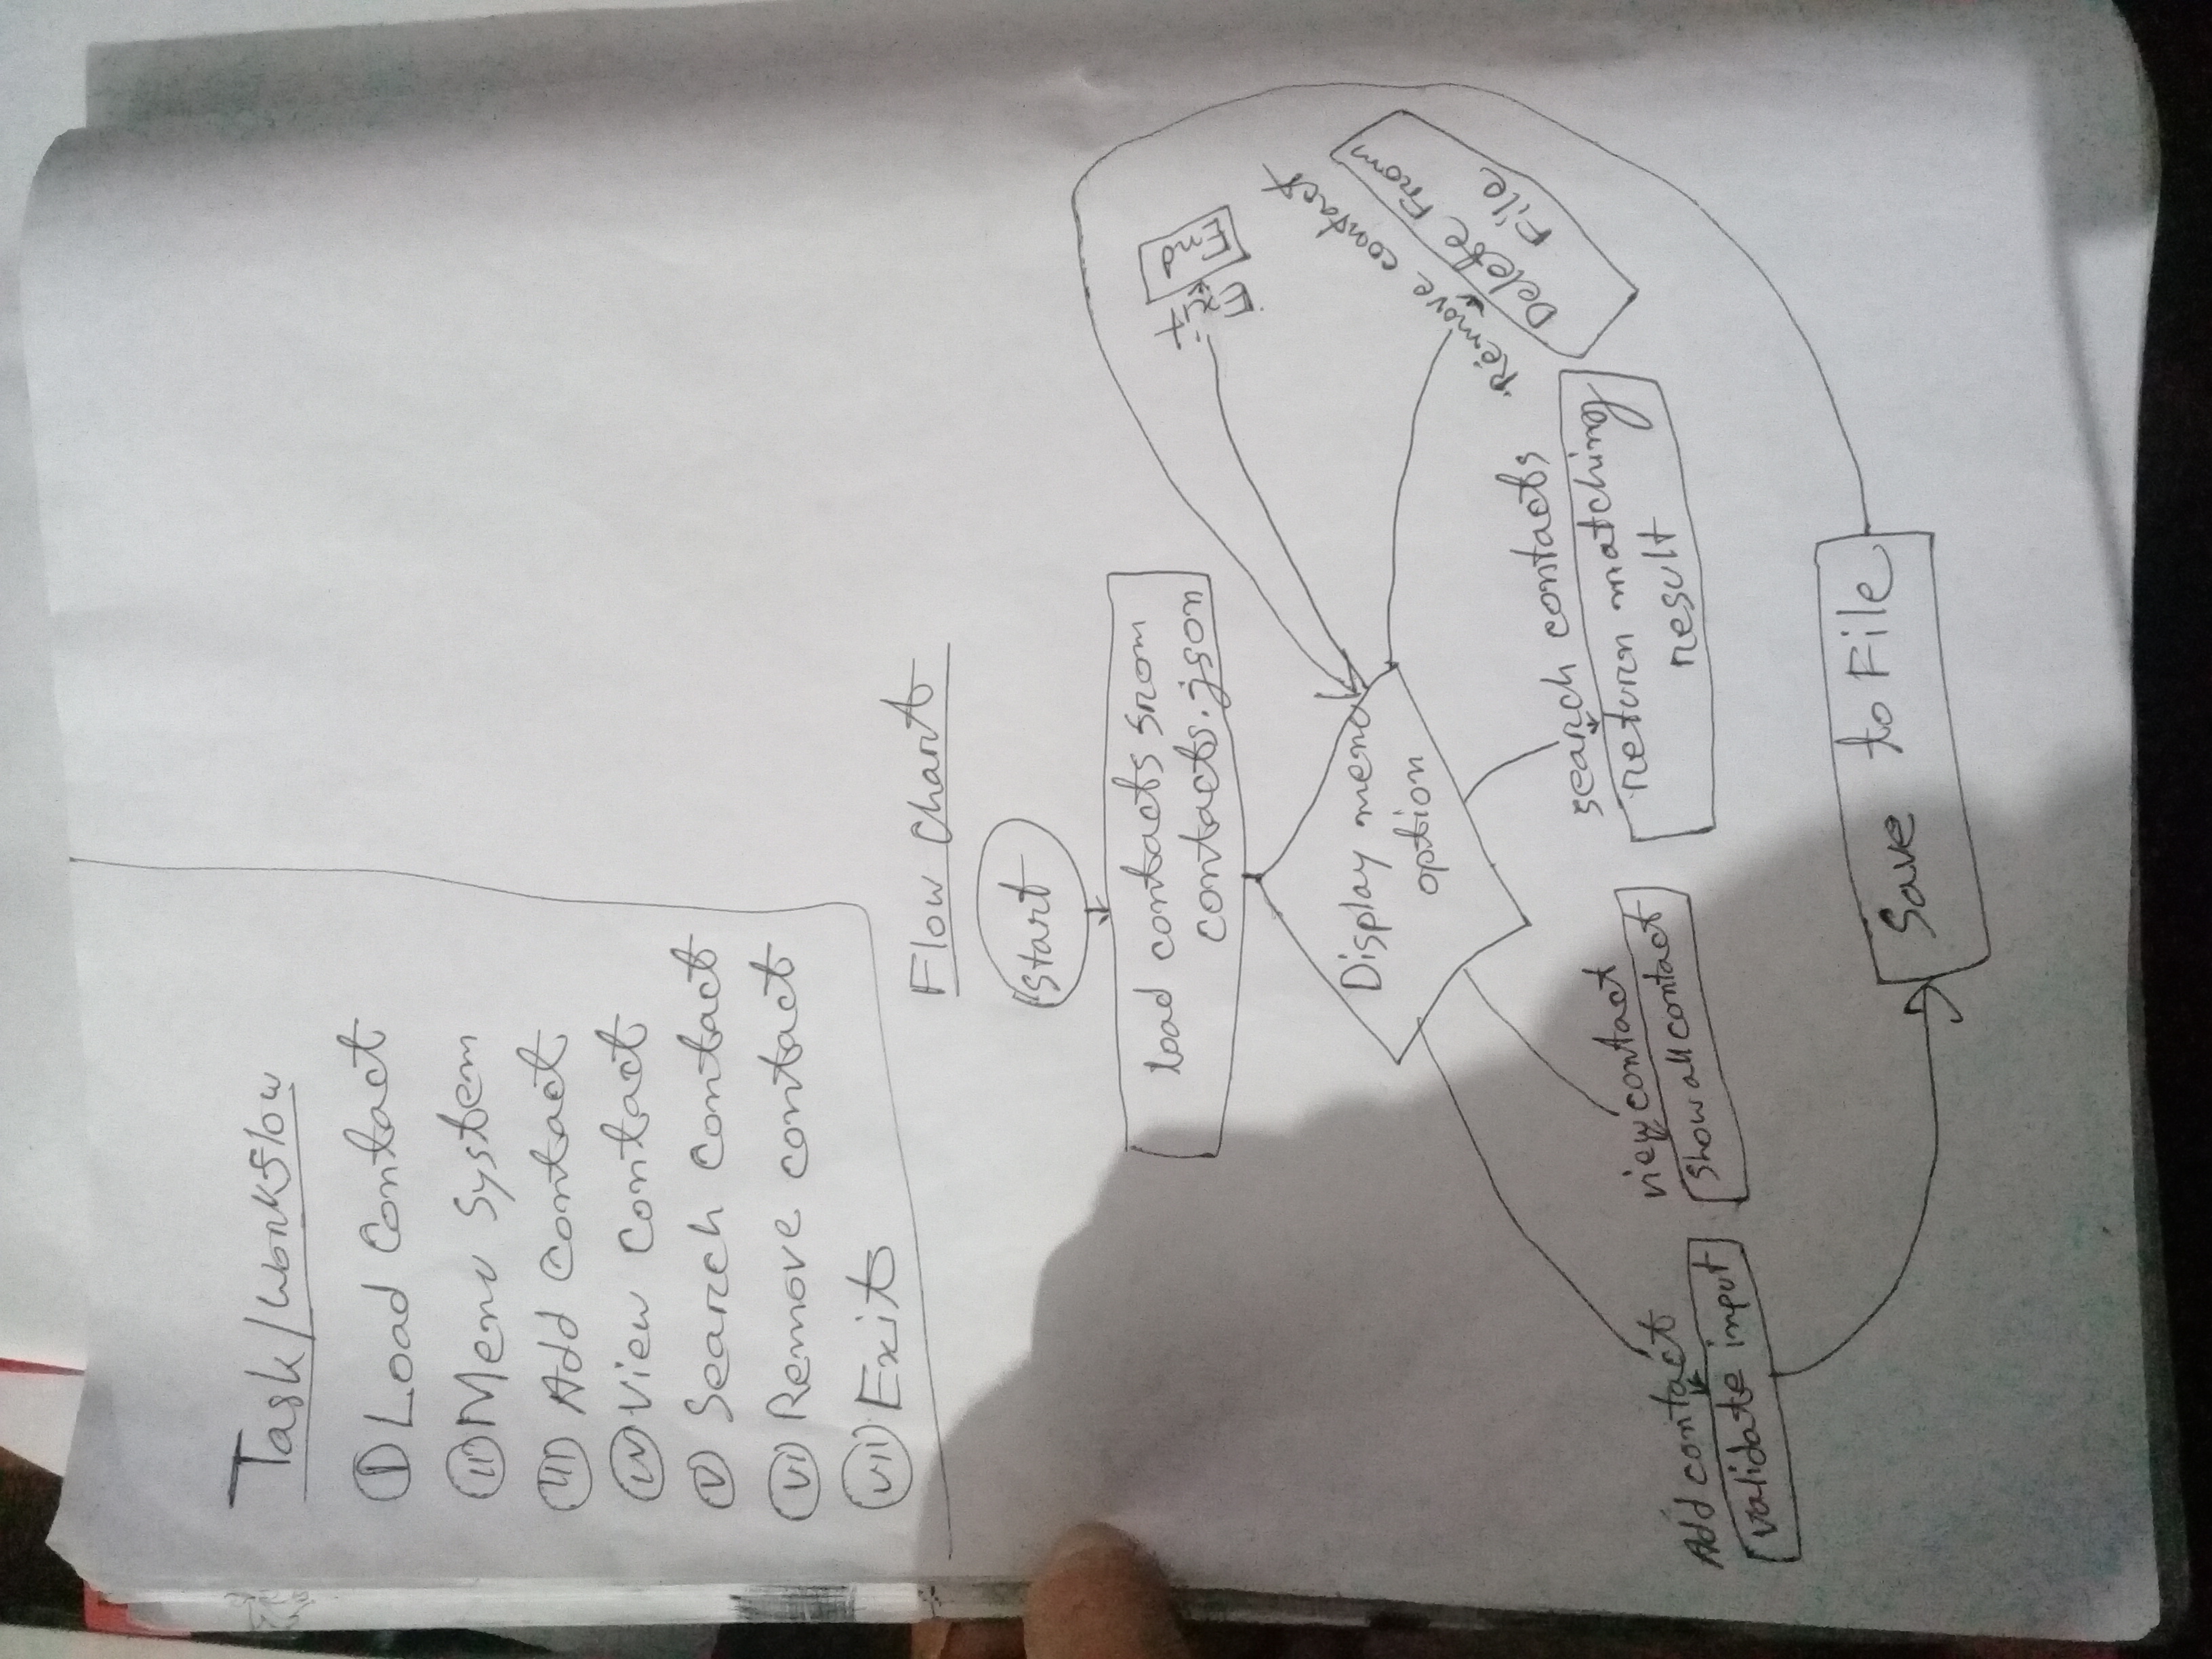 Task/Workflow
(I) Load Contact
(II) Menu System
(III) Add Contact
(IV) View Contact
(V) Search Contact
(VI) Remove contact
(VII) Exit
Flow Chart
Start
load contacts from
contacts.json
Exit
End
Display menu
option
Remove contact
Delete From
File
search contacts
return matching
result
view contact
Show all contact
Add contact
validate input
Save to File